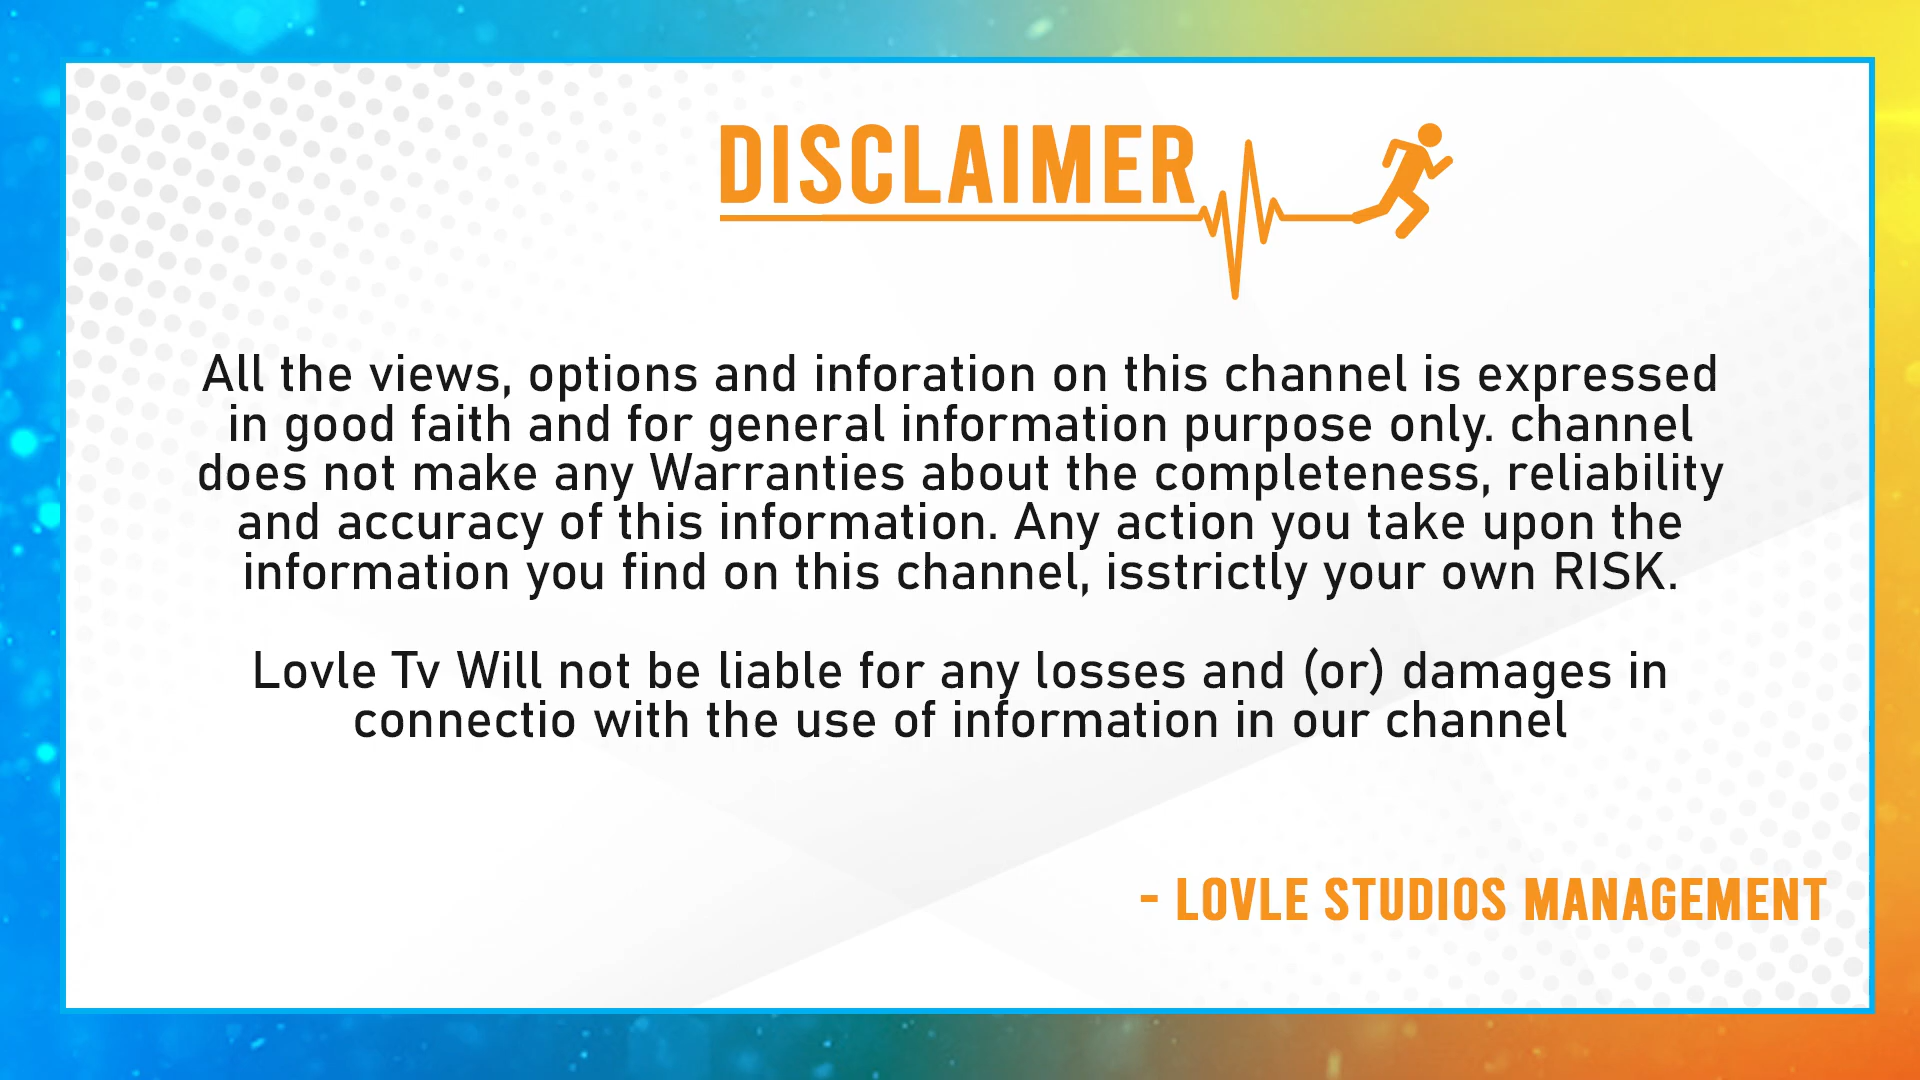 DISCLAIMER
All the views, options and inforation on this channel is expressed
in good faith and for general information purpose only. channel
does not make any Warranties about the completeness, reliability
and accuracy of this information. Any action you take upon the
information you find on this channel, isstrictly your own RISK.
Lovle Tv Will not be liable for any losses and (or) damages in
connectio with the use of information in our channel
- LOVLE STUDIOS MANAGEMENT